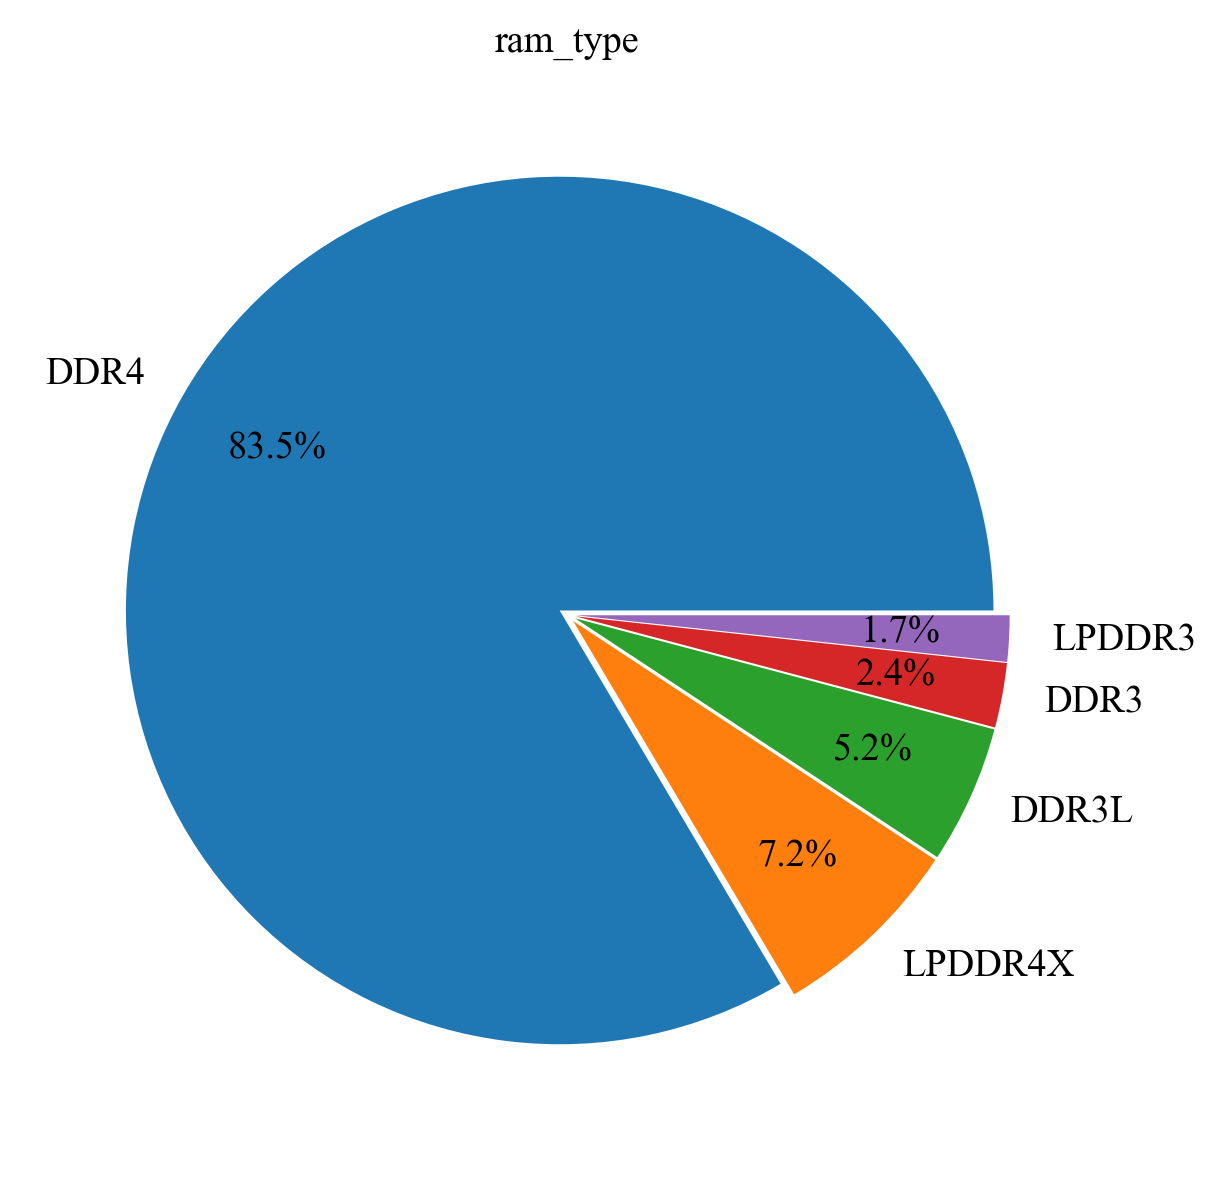 ram_type
DDR4
83.5%
1.7%
LPDDR3
2.4%
DDR3
5.2%
DDR3L
7.2%
LPDDR4X